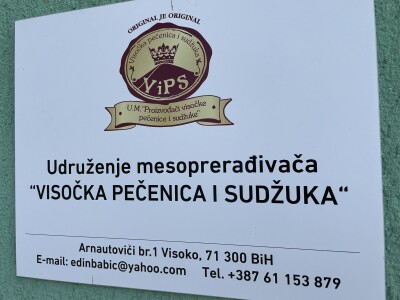 ORIGINAL JE ORIGINAL
Visočka pečenica i sudžuka
ViPS
U.M. "Proizvođači visočke
pečenice i sudžuke"
Udruženje mesoprerađivača
“VISOČKA PEČENICA I SUDŽUKA“
Arnautovići br.1 Visoko, 71 300 BiH
E-mail: edinbabic@yahoo.com Tel. +387 61 153 879